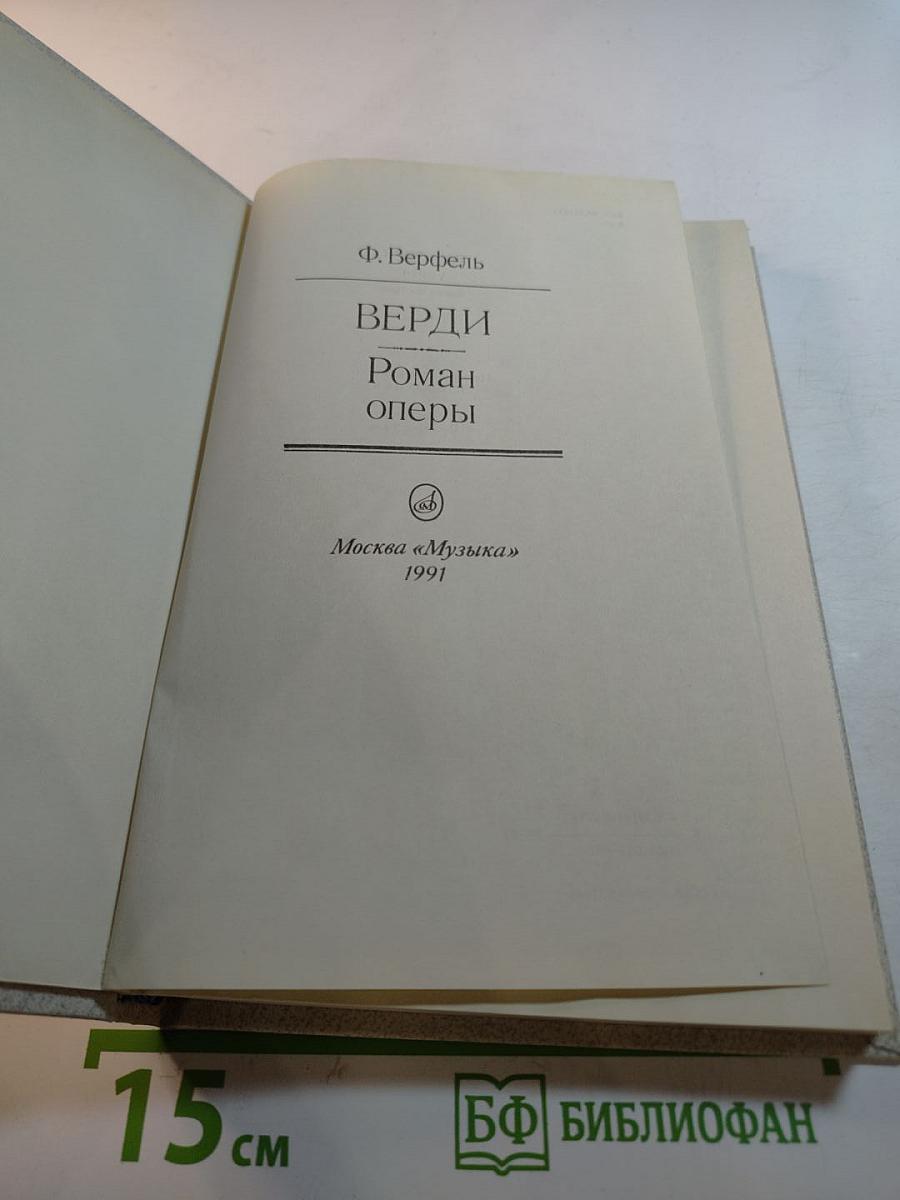 Ф. Верфель
ВЕРДИ
Роман
оперы
Москва «Музыка»
1991
15 см
БФ БИБЛИОФАН